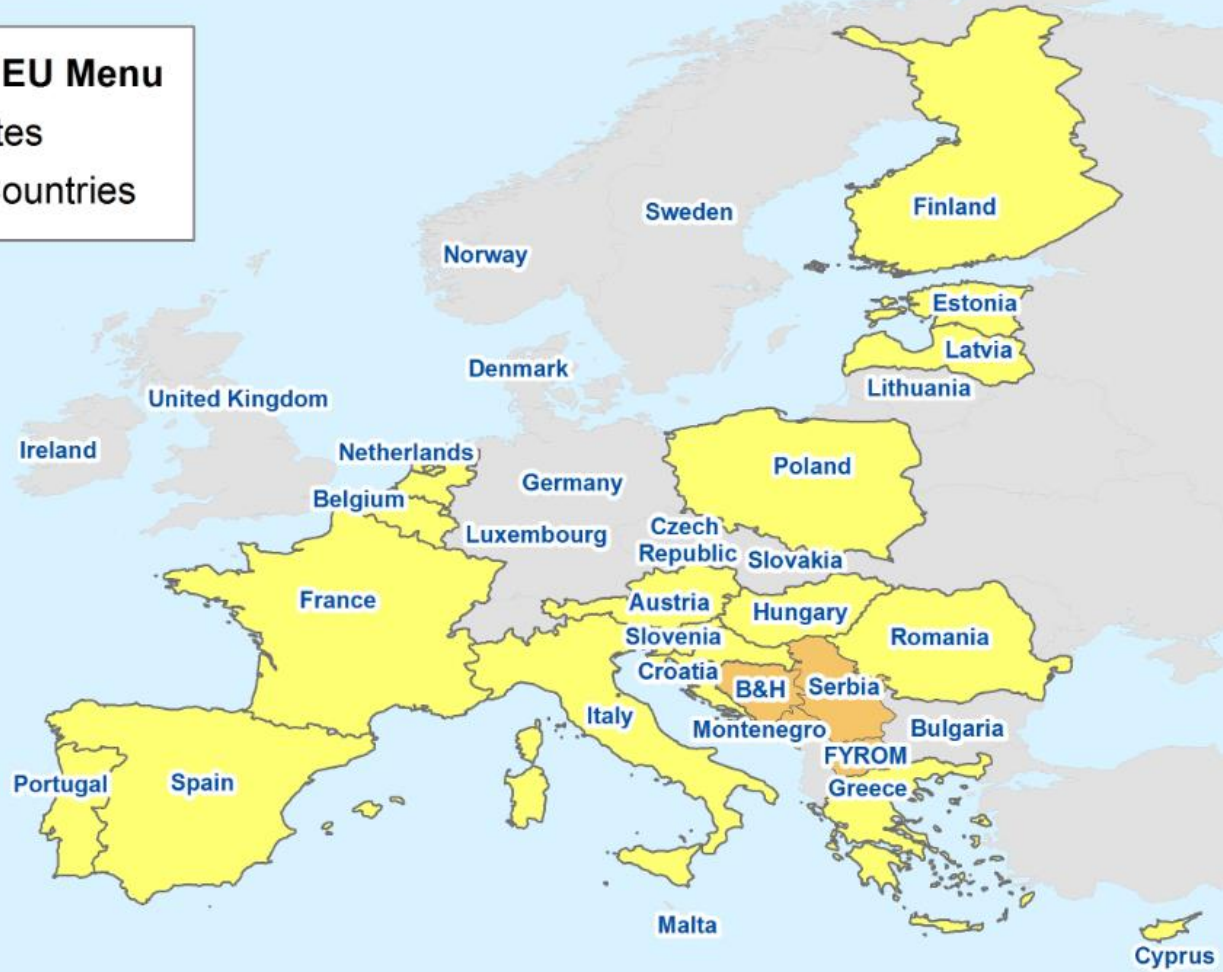 EU Menu
tes
ountries
Sweden
Finland
Norway
Estonia
Latvia
Denmark
Lithuania
United Kingdom
Ireland
Netherlands
Poland
Germany
Belgium
Luxembourg
Czech
Republic
Slovakia
France
Austria
Hungary
Slovenia
Romania
Croatia
B&H
Serbia
Italy
Montenegro
Bulgaria
FYROM
Portugal
Spain
Greece
Malta
Cyprus